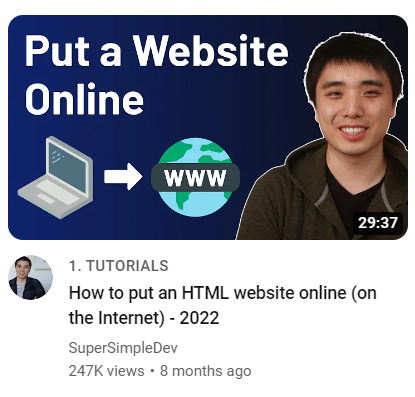 Put a Website
Online
WWW
29:37
1. TUTORIALS
How to put an HTML website online (on
the Internet) - 2022
SuperSimpleDev
247K views • 8 months ago